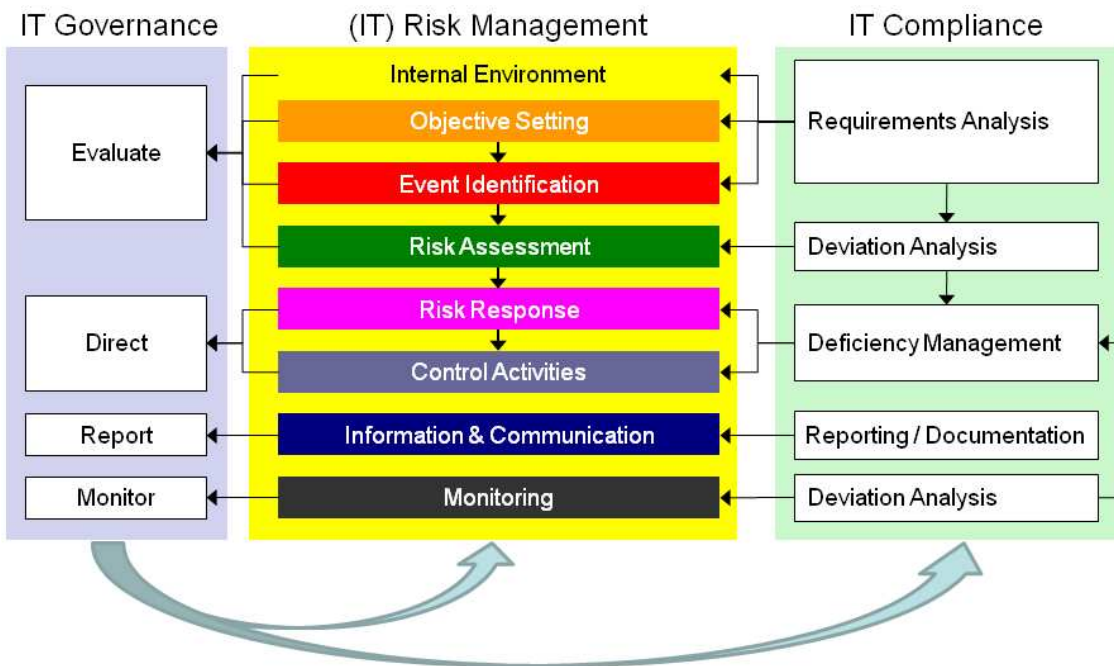 IT Governance
(IT) Risk Management
IT Compliance
Evaluate
Direct
Report
Monitor
Internal Environment
Objective Setting
Event Identification
Risk Assessment
Risk Response
Control Activities
Information & Communication
Monitoring
Requirements Analysis
Deviation Analysis
Deficiency Management
Reporting / Documentation
Deviation Analysis